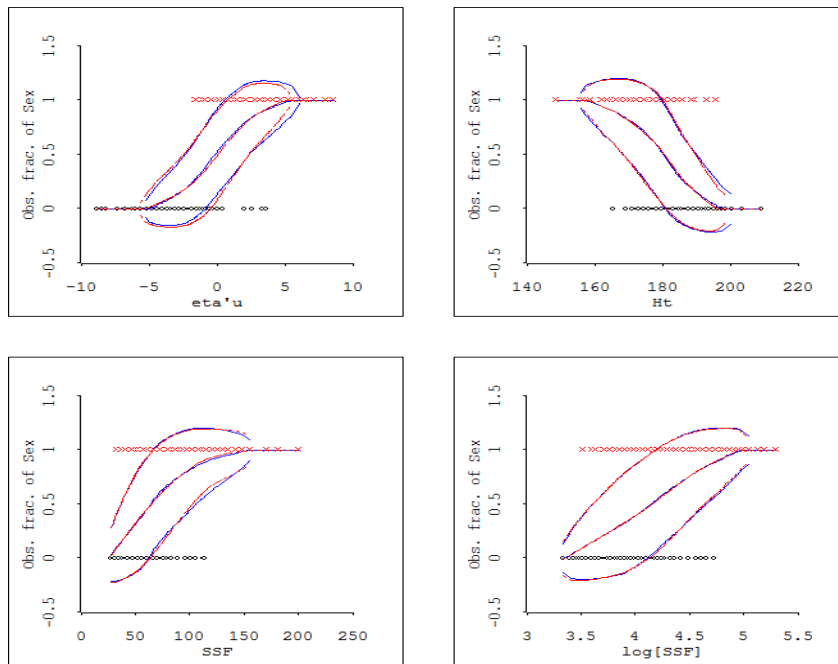 1.5
1
0.5
0
-0.5
Obs. frac. of Sex
-10 -5 0 5 10
eta'u
1.5
1
0.5
0
-0.5
Obs. frac. of Sex
140 160 180 200 220
Ht
1.5
1
0.5
0
-0.5
Obs. frac. of Sex
0 50 100 150 200 250
SSF
1.5
1
0.5
0
-0.5
Obs. frac. of Sex
3 3.5 4 4.5 5 5.5
log[SSF]